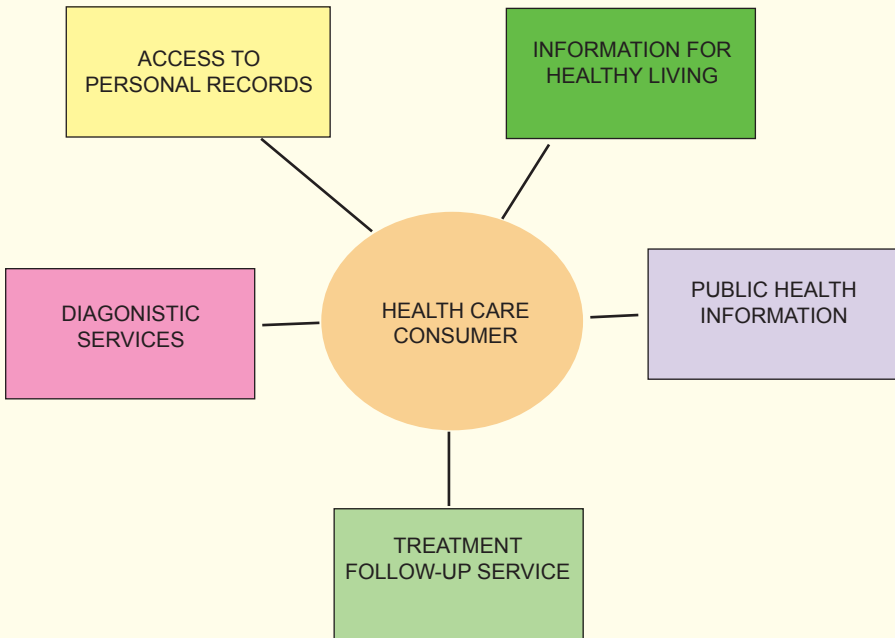 ACCESS TO
PERSONAL RECORDS
INFORMATION FOR
HEALTHY LIVING
DIAGONISTIC
SERVICES
HEALTH CARE
CONSUMER
PUBLIC HEALTH
INFORMATION
TREATMENT
FOLLOW-UP SERVICE